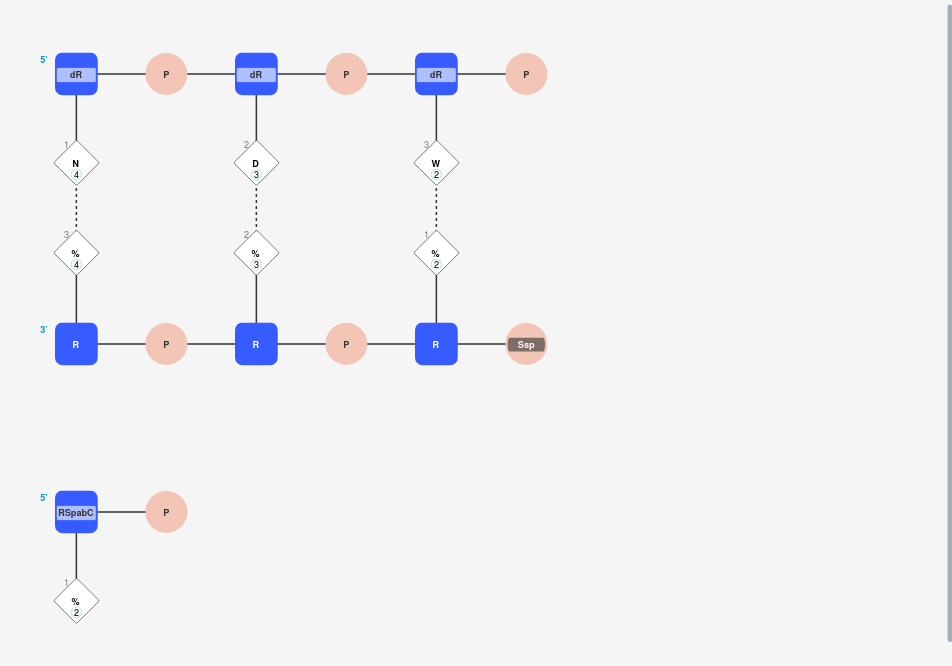 5' dR P dR P dR P
1 2 3
N D W
4 3 2
3 2 1
% % %
4 3 2
3' R P R P R Ssp
5' RSpabC P
1
%
2